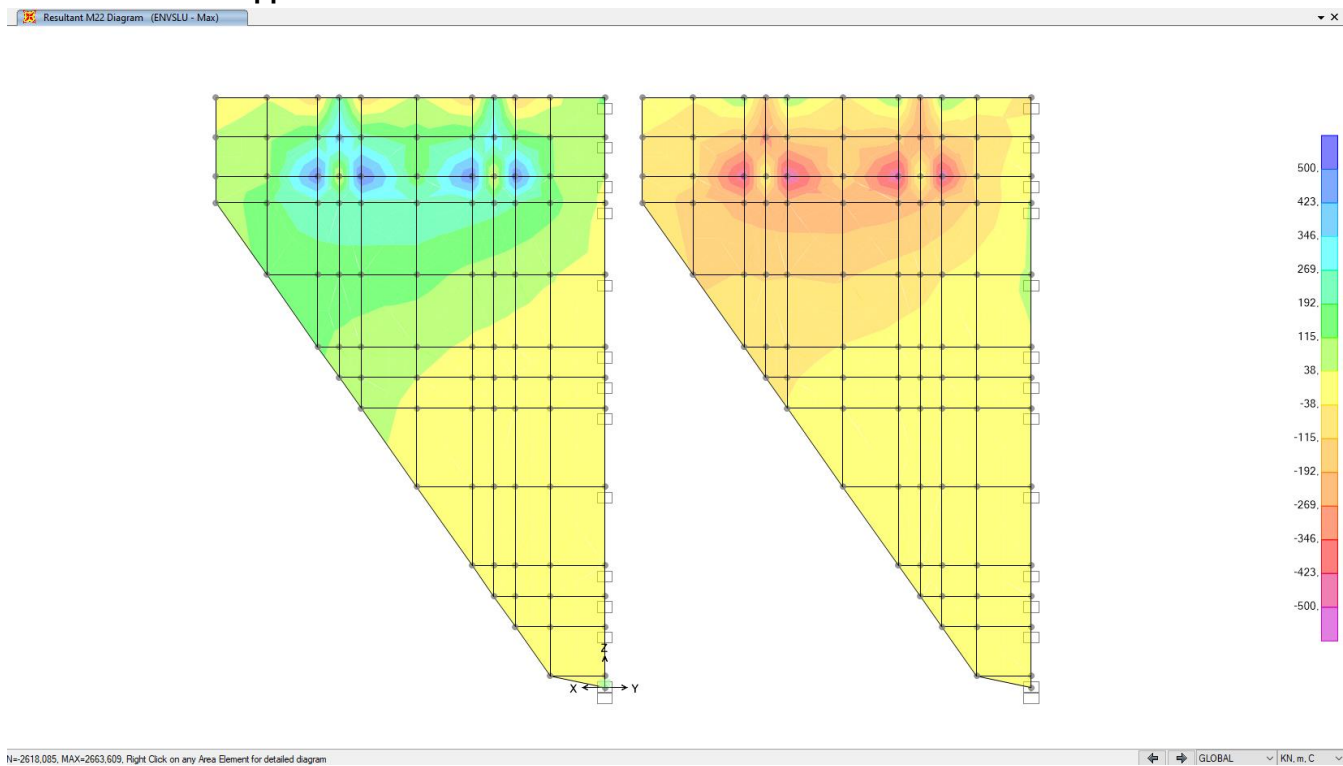 pp
Resultant M22 Diagram (ENVSLU - Max)
500,
423,
346,
269,
192,
115,
38,
-38,
-115,
-192,
-269,
-346,
-423,
-500,
Z
X
Y
N=-2618,085, MAX=2663,609, Right Click on any Area Element for detailed diagram
GLOBAL
KN, m, C